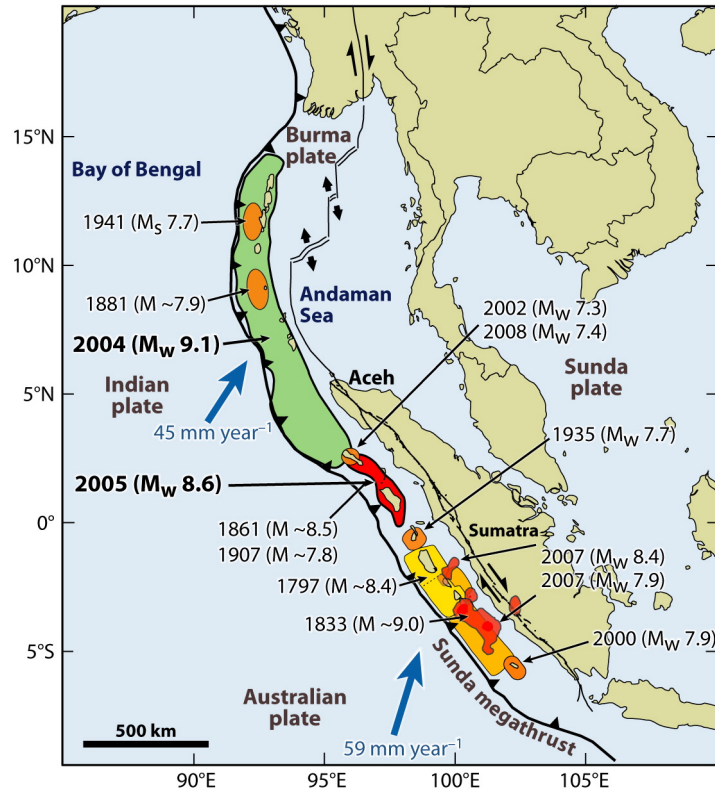 15°N
Burma
plate
Bay of Bengal
1941 (MS 7.7)
10°N
1881 (M ~7.9)
Andaman
Sea
2002 (MW 7.3)
2008 (MW 7.4)
2004 (MW 9.1)
Sunda
plate
Aceh
Indian
plate
5°N
45 mm year–1
1935 (MW 7.7)
2005 (MW 8.6)
0°
1861 (M ~8.5)
1907 (M ~7.8)
Sumatra
2007 (MW 8.4)
2007 (MW 7.9)
1797 (M ~8.4)
1833 (M ~9.0)
2000 (MW 7.9)
5°S
Sunda megathrust
Australian
plate
500 km
59 mm year–1
90°E
95°E
100°E
105°E